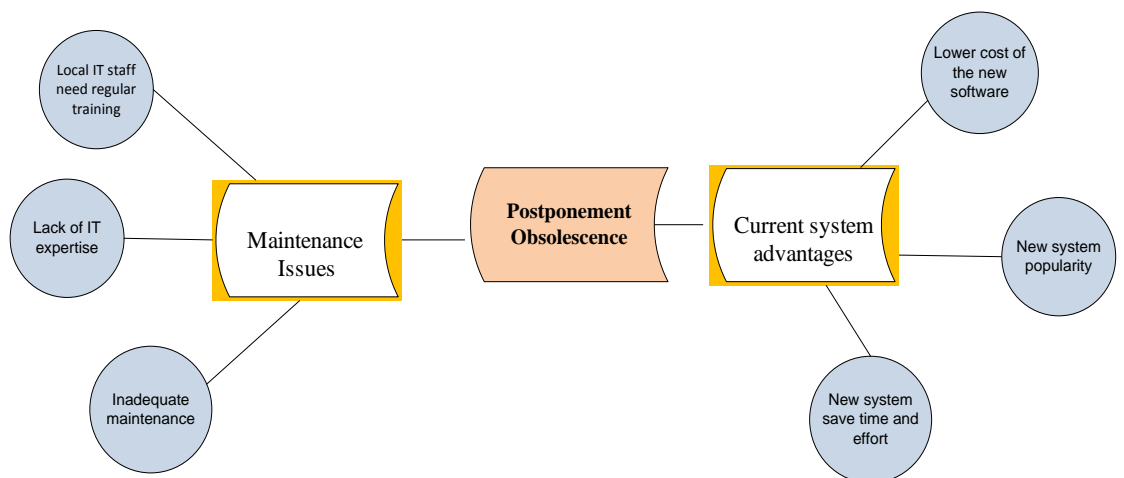 Local IT staff
need regular
training
Lack of IT
expertise
Inadequate
maintenance
Maintenance
Issues
Postponement
Obsolescence
Current system
advantages
Lower cost of
the new
software
New system
popularity
New system
save time and
effort